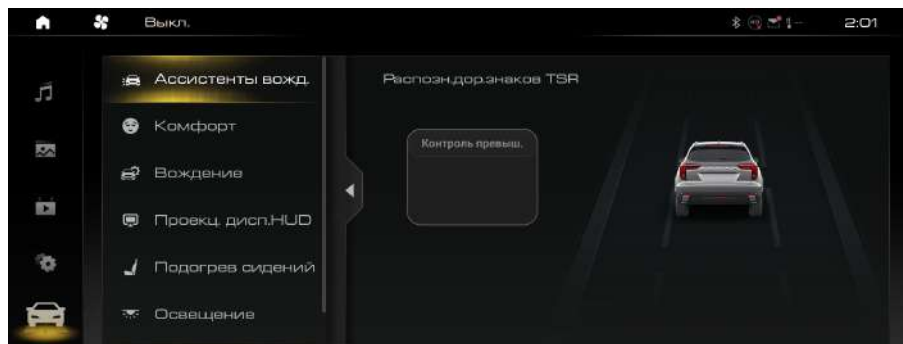 Выкл.
2:01
Ассистенты вожд.
Распозн.дор.знаков TSR
Комфорт
Контроль превыш.
Вождение
Проекц. дисп.HUD
Подогрев сидений
Освещение